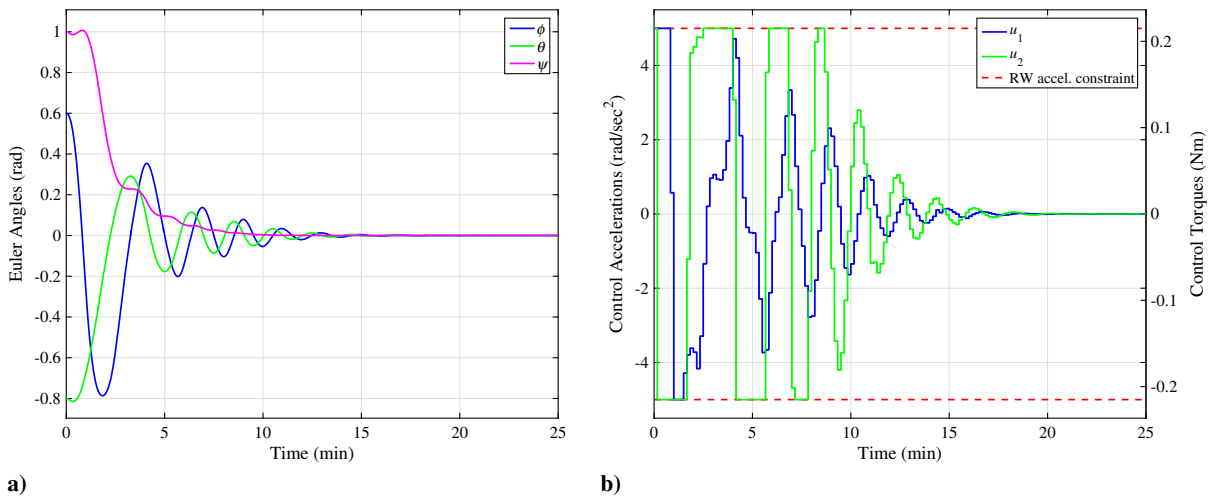 Euler Angles (rad)
1
0.8
0.6
0.4
0.2
0
-0.2
-0.4
-0.6
-0.8
0 5 10 15 20 25
Time (min)
ϕ
θ
ψ
a)
Control Accelerations (rad/sec²)
4
2
0
-2
-4
0 5 10 15 20 25
Time (min)
u₁
u₂
RW accel. constraint
0.2
0.1
0
-0.1
-0.2
Control Torques (Nm)
b)